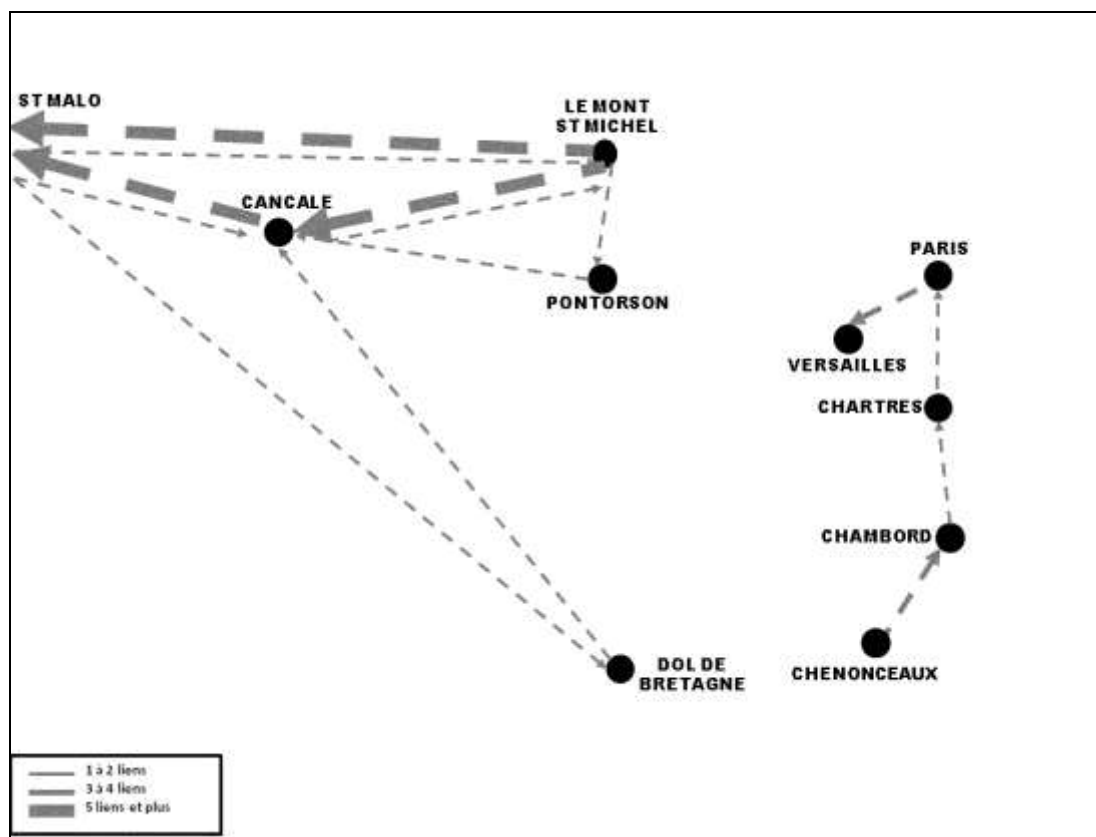 ST MALO
LE MONT
ST MICHEL
CANCALE
PARIS
PONTORSON
VERSAILLES
CHARTRES
CHAMBORD
DOL DE
BRETAGNE
CHENONCEAUX
1 à 2 liens
3 à 4 liens
5 liens et plus